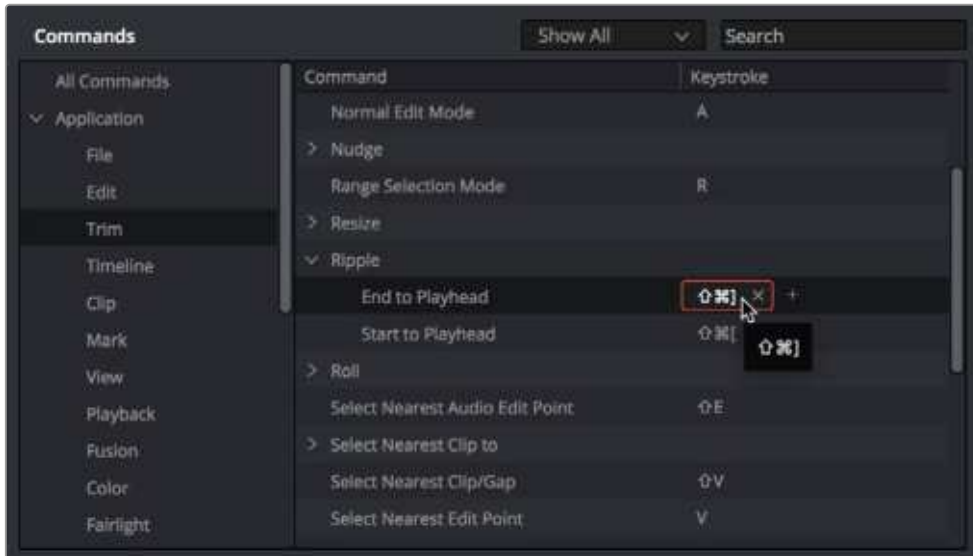 Commands
Show All
Search
All Commands
Application
File
Edit
Trim
Timeline
Clip
Mark
View
Playback
Fusion
Color
Fairlight
Command Keystroke
Normal Edit Mode A
Nudge
Range Selection Mode R
Resize
Ripple
End to Playhead ⇧⌘]
Start to Playhead ⇧⌘[
⇧⌘]
Roll
Select Nearest Audio Edit Point ⇧E
Select Nearest Clip to
Select Nearest Clip/Gap ⇧V
Select Nearest Edit Point V